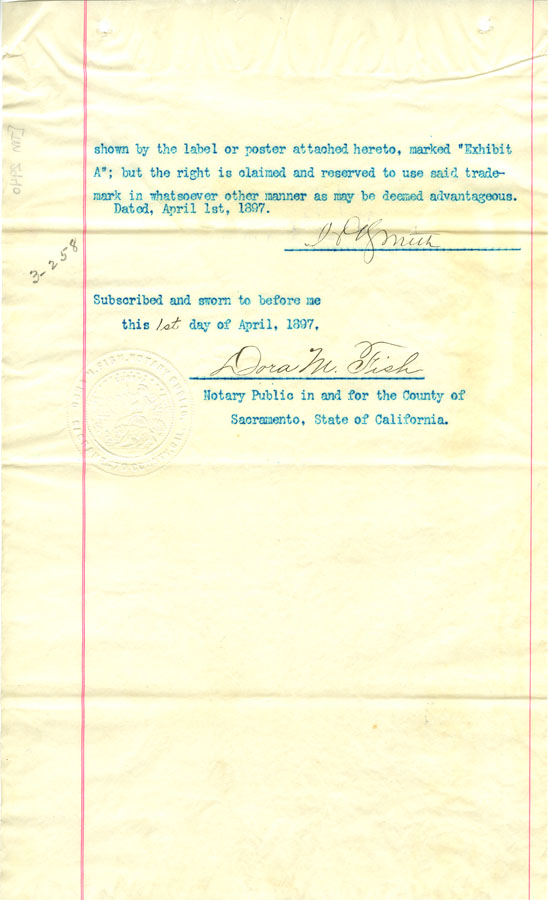 shown by the label or poster attached hereto, marked "Exhibit
A"; but the right is claimed and reserved to use said trade-
mark in whatsoever other manner as may be deemed advantageous.
Dated, April 1st, 1897.
Smith
3-258
Subscribed and sworn to before me
this 1st day of April, 1897.
Dora M. Fish
Notary Public in and for the County of
Sacramento, State of California.